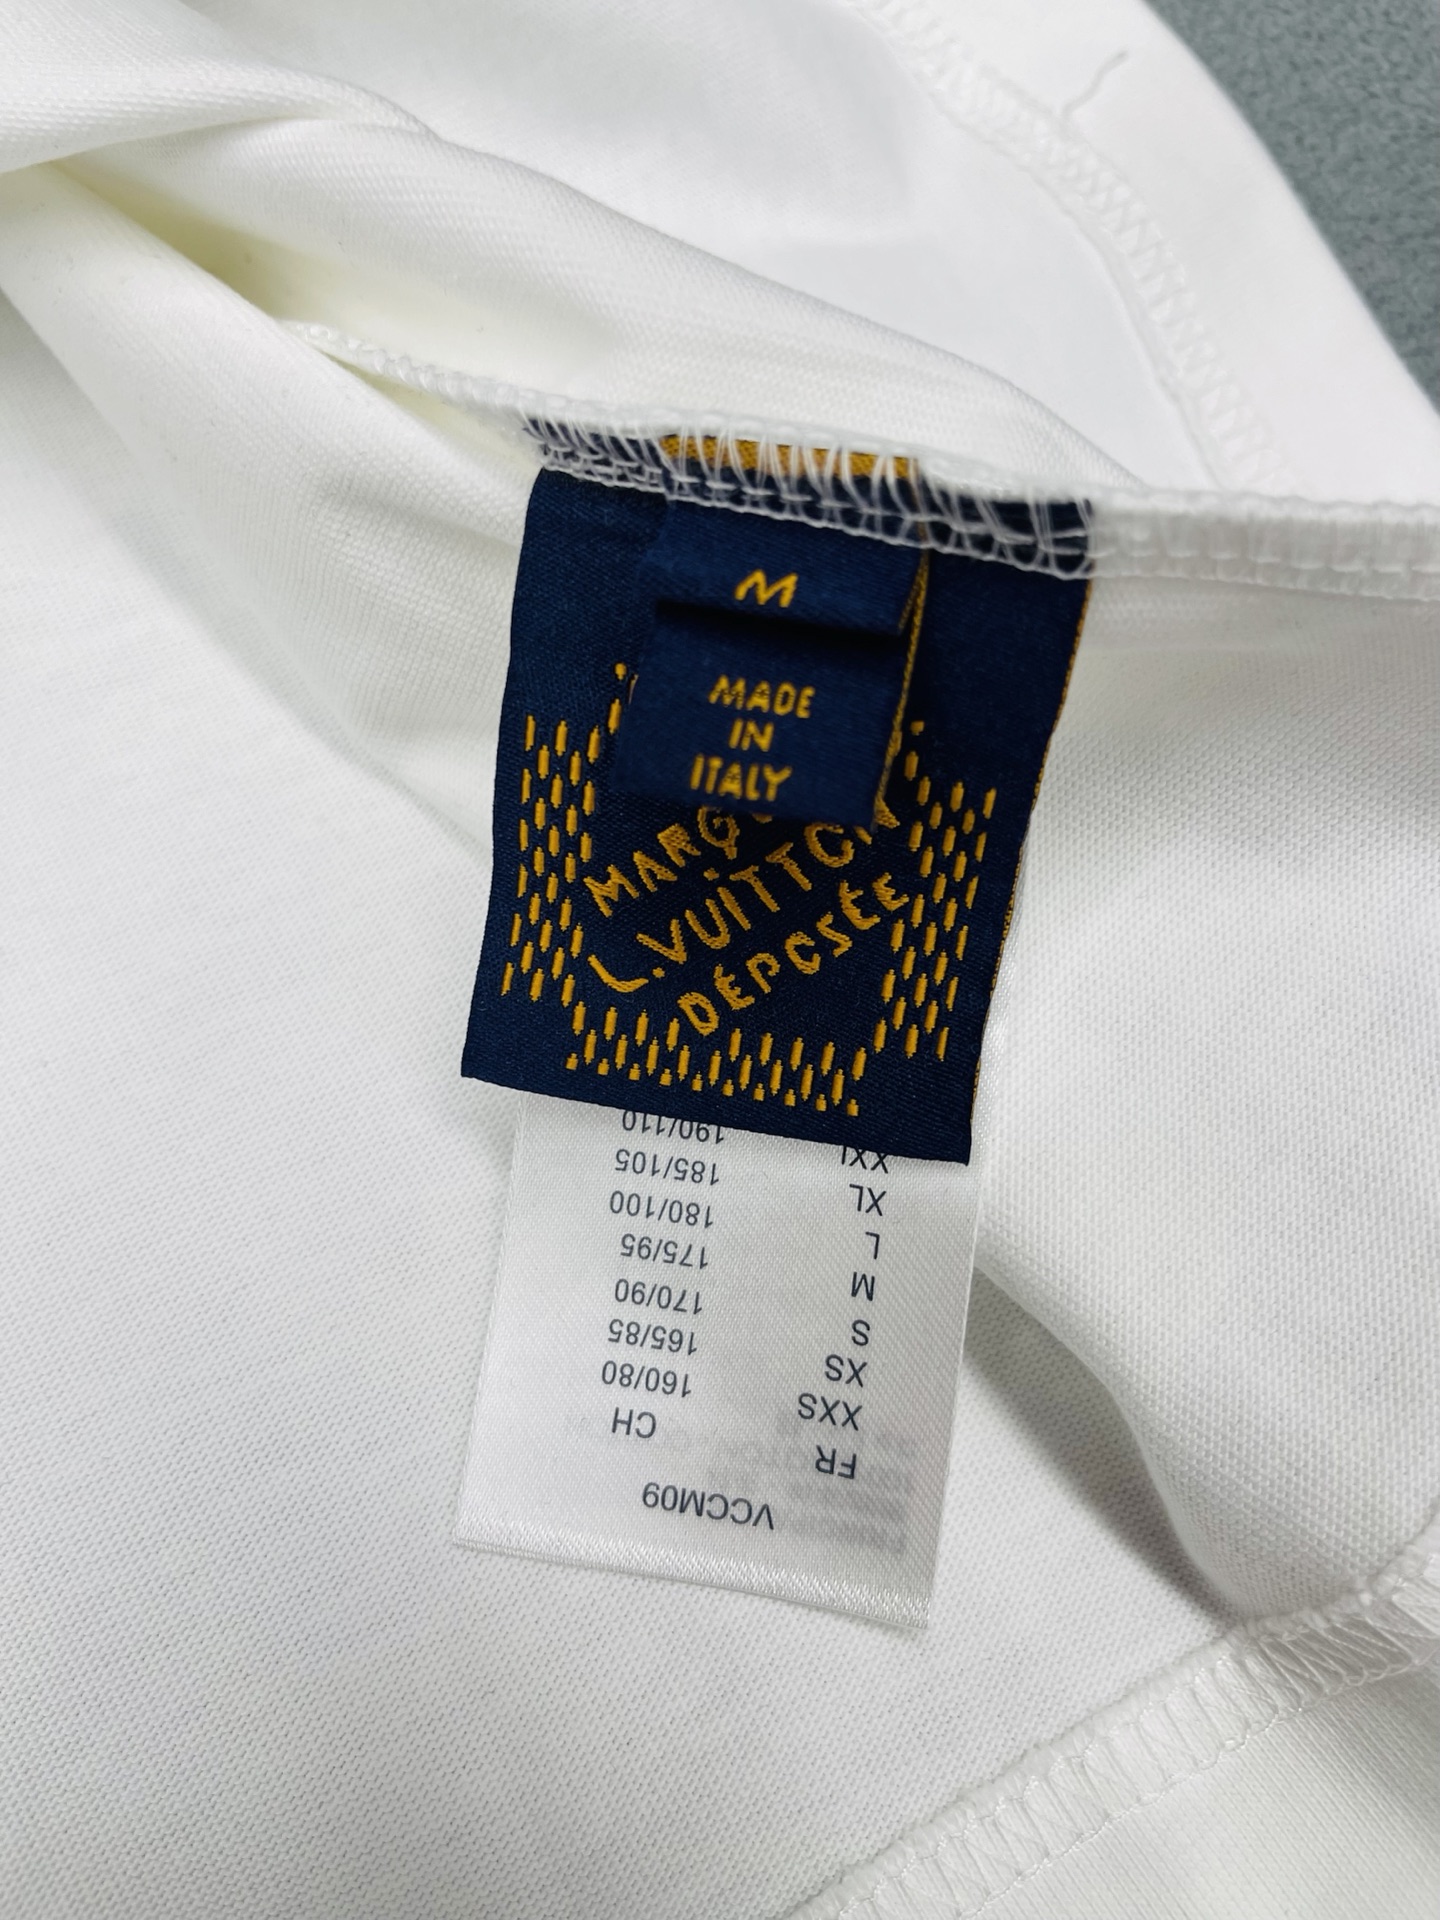 M
MADE
IN
ITALY
MARQ
L.VUITTON
DÉPOSÉE
VCCM09
FR CH
XXS 160/80
XS 165/85
S 170/90
M 175/95
L 180/100
XL 185/105
XXL 190/110